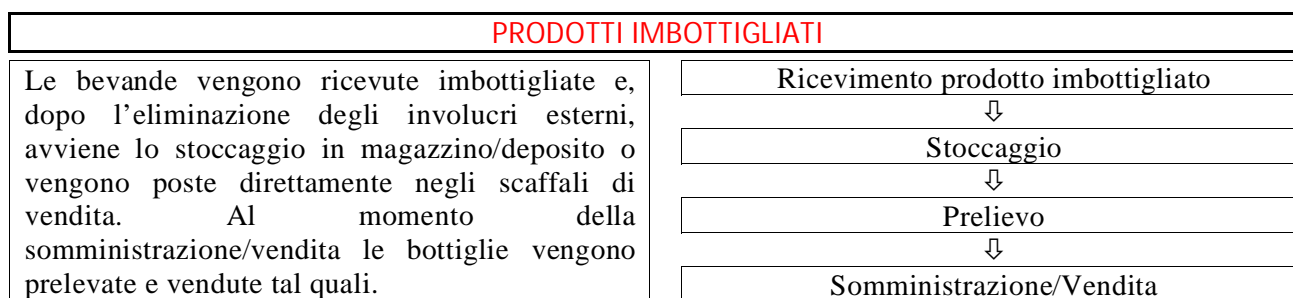 PRODOTTI IMBOTTIGLIATI
Le bevande vengono ricevute imbottigliate e,
dopo l'eliminazione degli involucri esterni,
avviene lo stoccaggio in magazzino/deposito o
vengono poste direttamente negli scaffali di
vendita. Al momento della
somministrazione/vendita le bottiglie vengono
prelevate e vendute tal quali.
Ricevimento prodotto imbottigliato
⇩
Stoccaggio
⇩
Prelievo
⇩
Somministrazione/Vendita